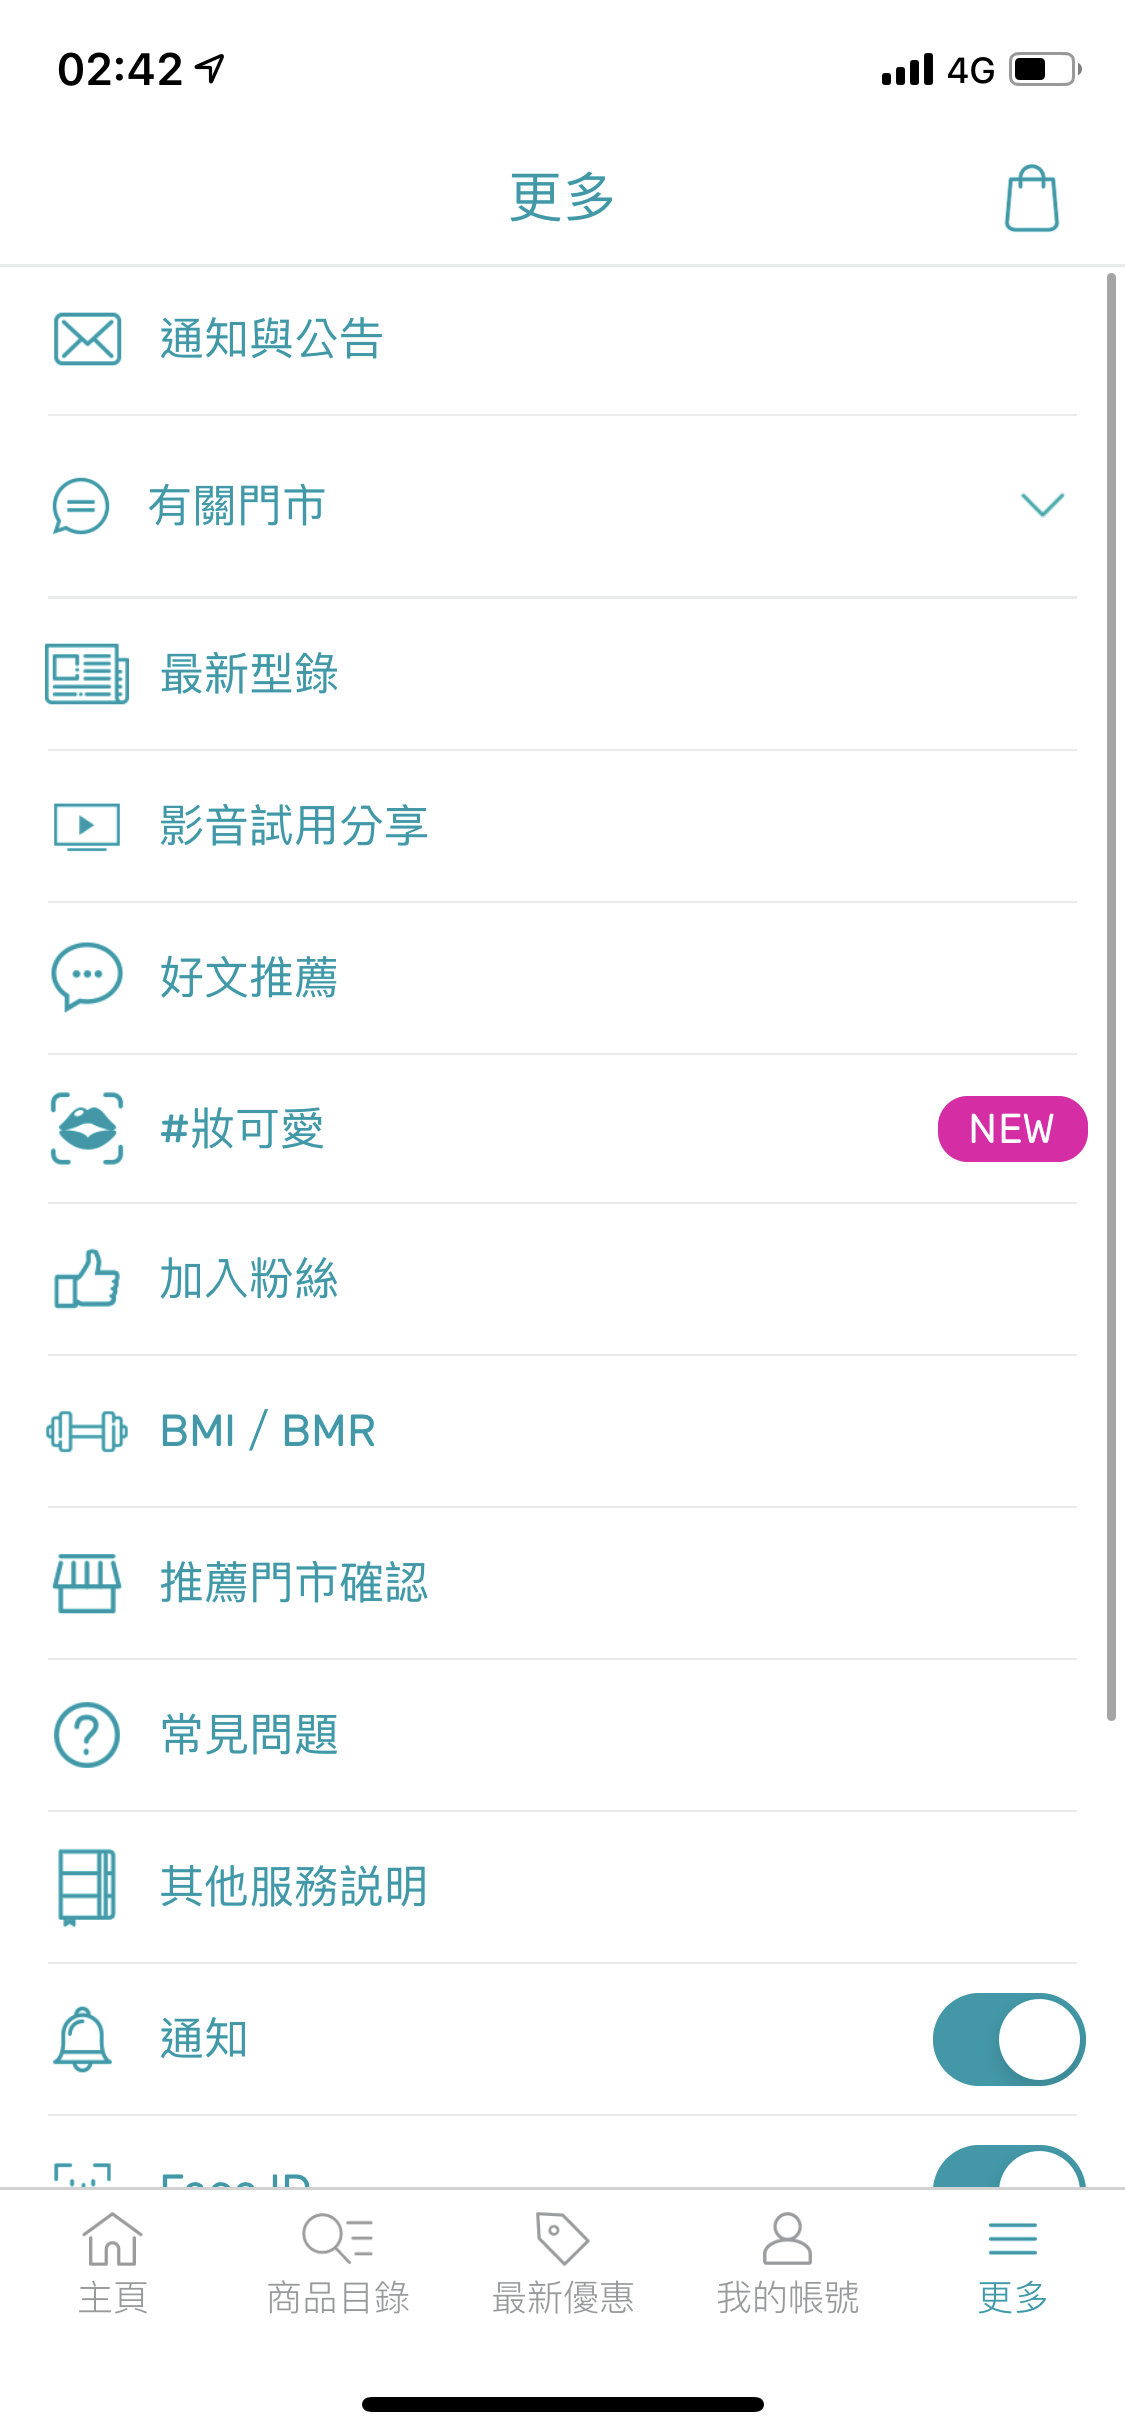 02:42
4G
更多
通知與公告
有關門市
最新型錄
影音試用分享
好文推薦
#妝可愛
NEW
加入粉絲
BMI / BMR
推薦門市確認
常見問題
其他服務説明
通知
Face ID
主頁
商品目錄
最新優惠
我的帳號
更多